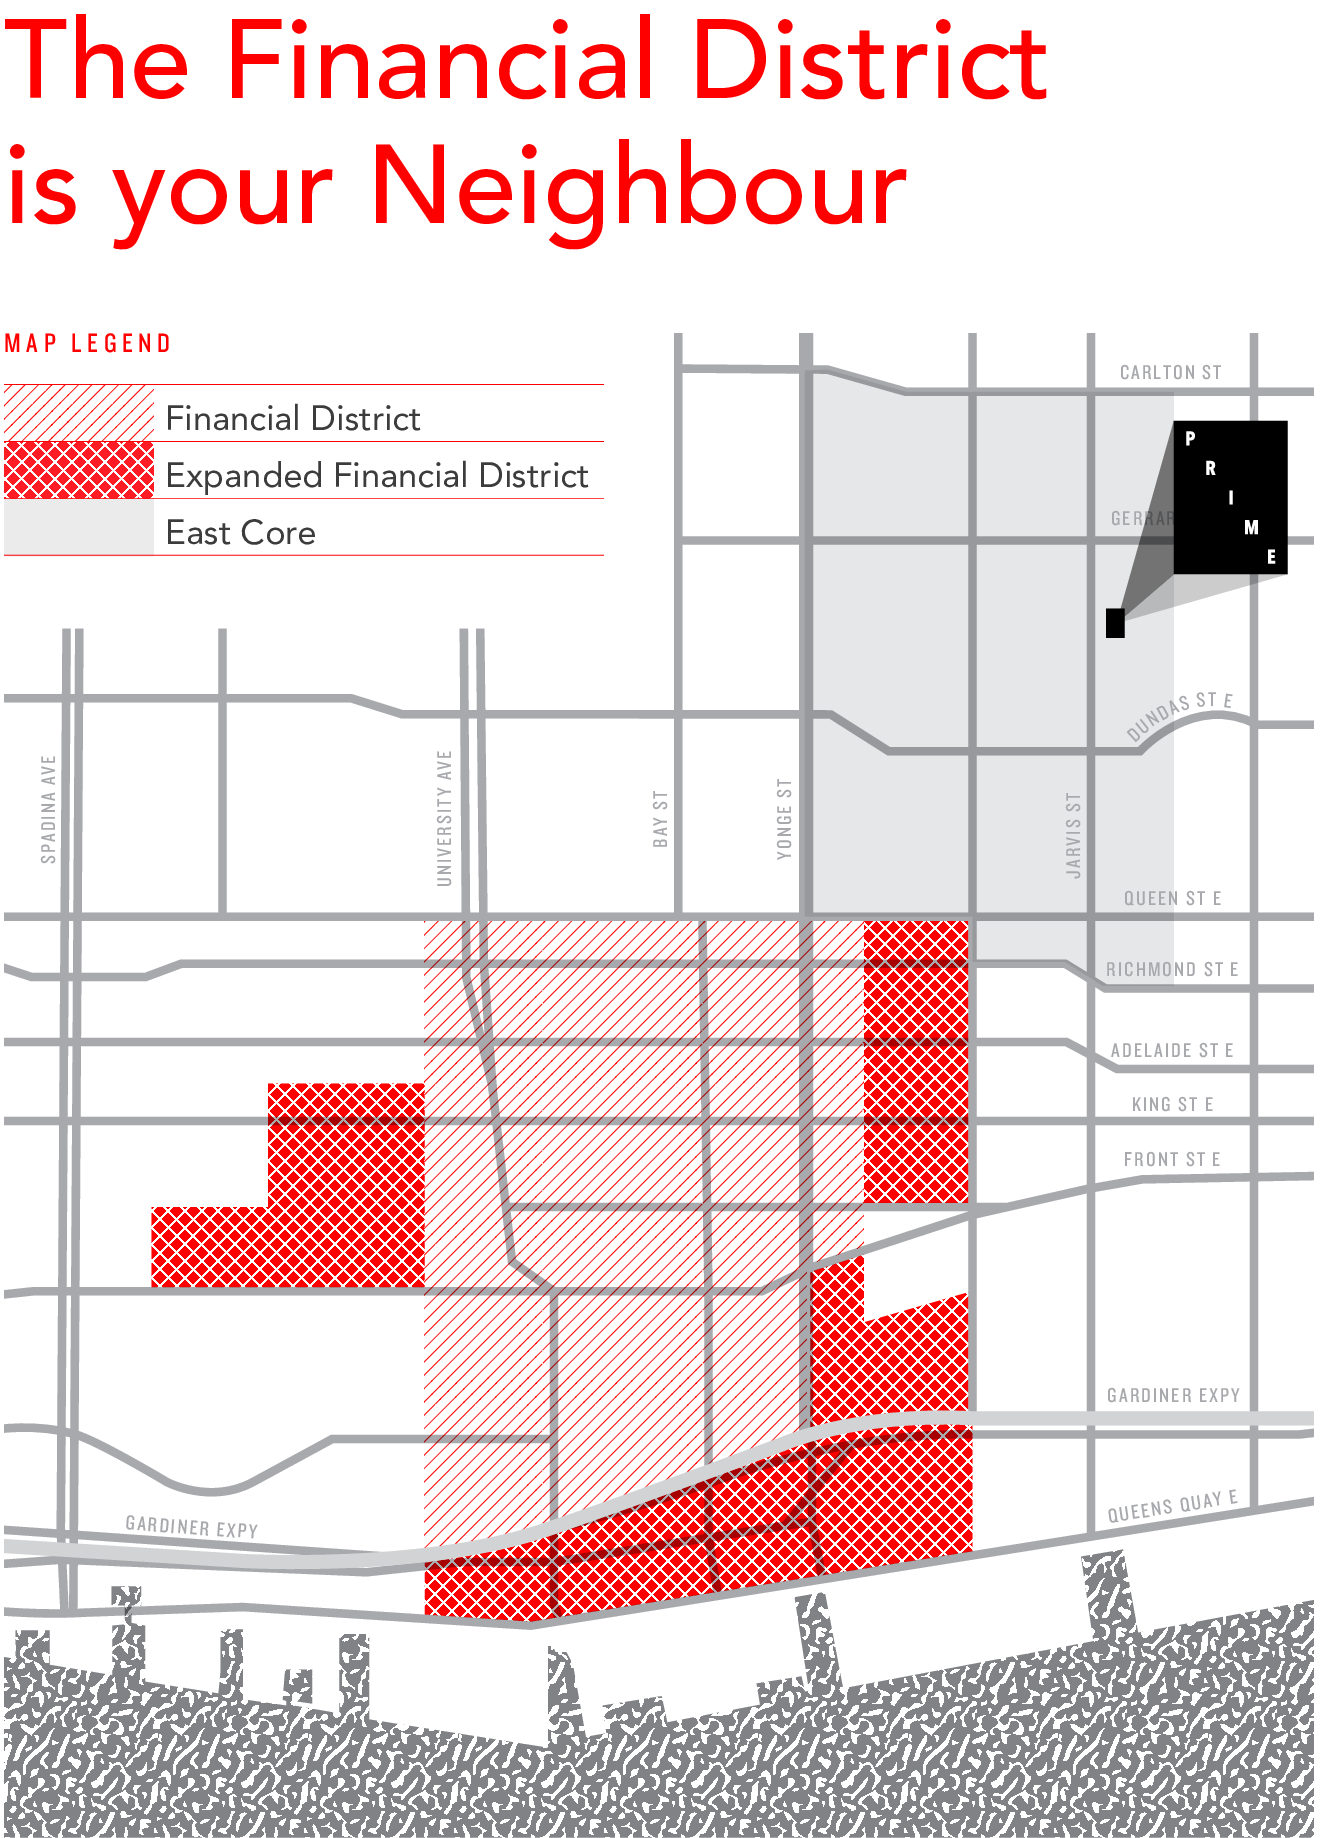 The Financial District
is your Neighbour
MAP LEGEND
Financial District
Expanded Financial District
East Core
CARLTON ST
P
R
I
M
E
GERRAR
DUNDAS ST E
SPADINA AVE
UNIVERSITY AVE
BAY ST
YONGE ST
JARVIS ST
QUEEN ST E
RICHMOND ST E
ADELAIDE ST E
KING ST E
FRONT ST E
GARDINER EXPY
QUEENS QUAY E
GARDINER EXPY